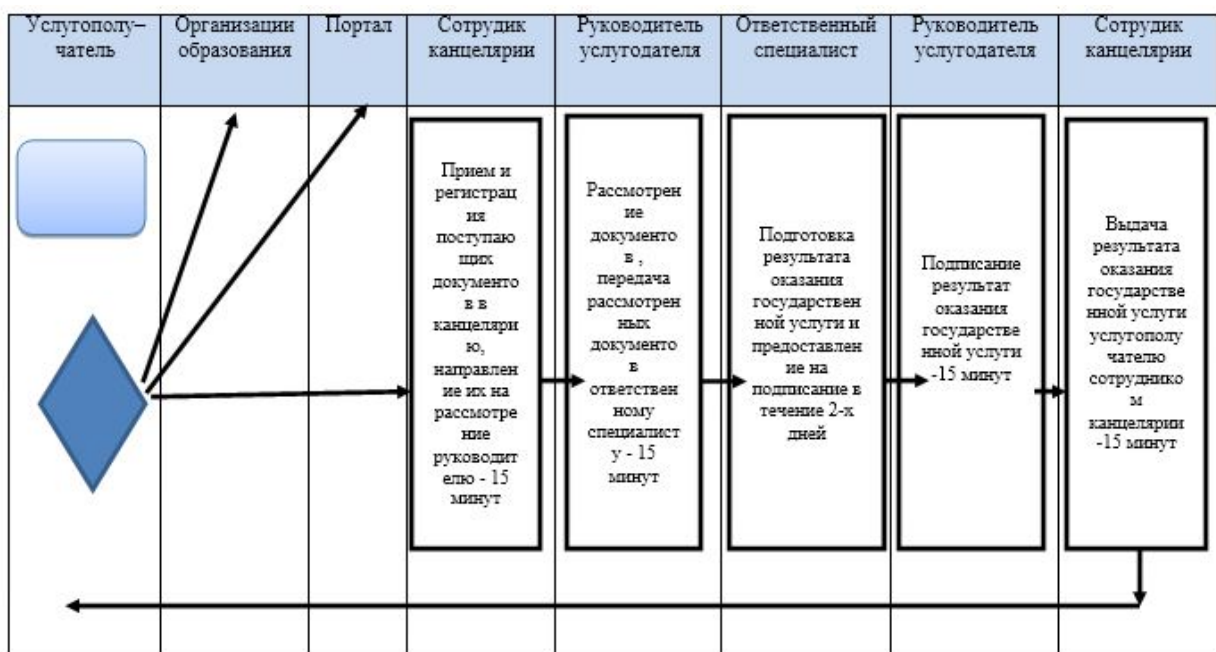 Услугополу–
чатель
Организации
образования
Портал
Сотрудик
канцелярии
Руководитель
услугодателя
Ответственный
специалист
Руководитель
услугодателя
Сотрудик
канцелярии
Прием и
регистрац
ия
поступаю
щих
документо
в в
канцеляри
ю,
направлен
ие их на
рассмотре
ние
руководит
елю - 15
минут
Рассмотрен
ие
документо
в ,
передача
рассмотрен
ных
документо
в
ответствен
ному
специалист
у - 15
минут
Подготовка
результата
оказания
государствен
ной услуги и
предоставлен
ие на
подписание в
течение 2-х
дней
Подписание
результат
оказания
государстве
нной услуги
-15 минут
Выдача
результата
оказания
государстве
нной услуги
услугополу
чателю
сотруднико
м
канцелярии
-15 минут